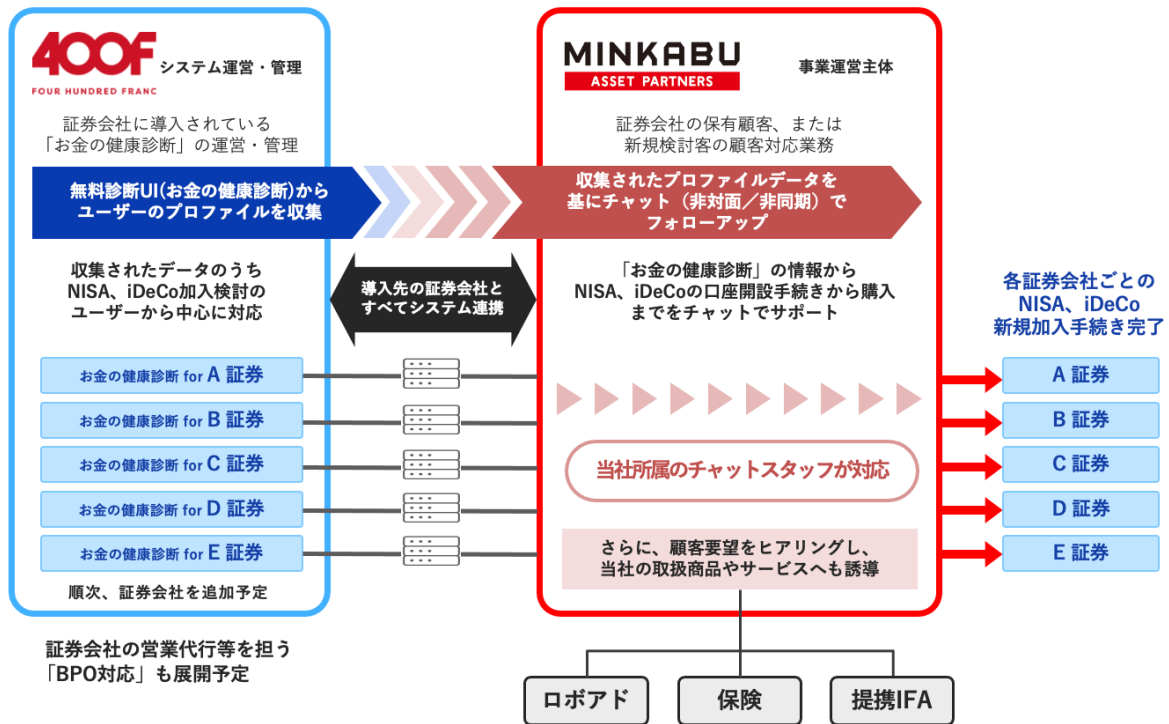 400F
FOUR HUNDRED FRANC
システム運営・管理
証券会社に導入されている
「お金の健康診断」の運営・管理
無料診断UI(お金の健康診断)から
ユーザーのプロファイルを収集
収集されたデータのうち
NISA、iDeCo加入検討の
ユーザーから中心に対応
お金の健康診断 for A 証券
お金の健康診断 for B 証券
お金の健康診断 for C 証券
お金の健康診断 for D 証券
お金の健康診断 for E 証券
順次、証券会社を追加予定
証券会社の営業代行等を担う
「BPO対応」も展開予定
導入先の証券会社と
すべてシステム連携
MINKABU
ASSET PARTNERS
事業運営主体
証券会社の保有顧客、または
新規検討客の顧客対応業務
収集されたプロファイルデータを
基にチャット（非対面／非同期）で
フォローアップ
「お金の健康診断」の情報から
NISA、iDeCoの口座開設手続きから購入
までをチャットでサポート
当社所属のチャットスタッフが対応
さらに、顧客要望をヒアリングし、
当社の取扱商品やサービスへも誘導
ロボアド
保険
提携IFA
各証券会社ごとの
NISA、iDeCo
新規加入手続き完了
A 証券
B 証券
C 証券
D 証券
E 証券